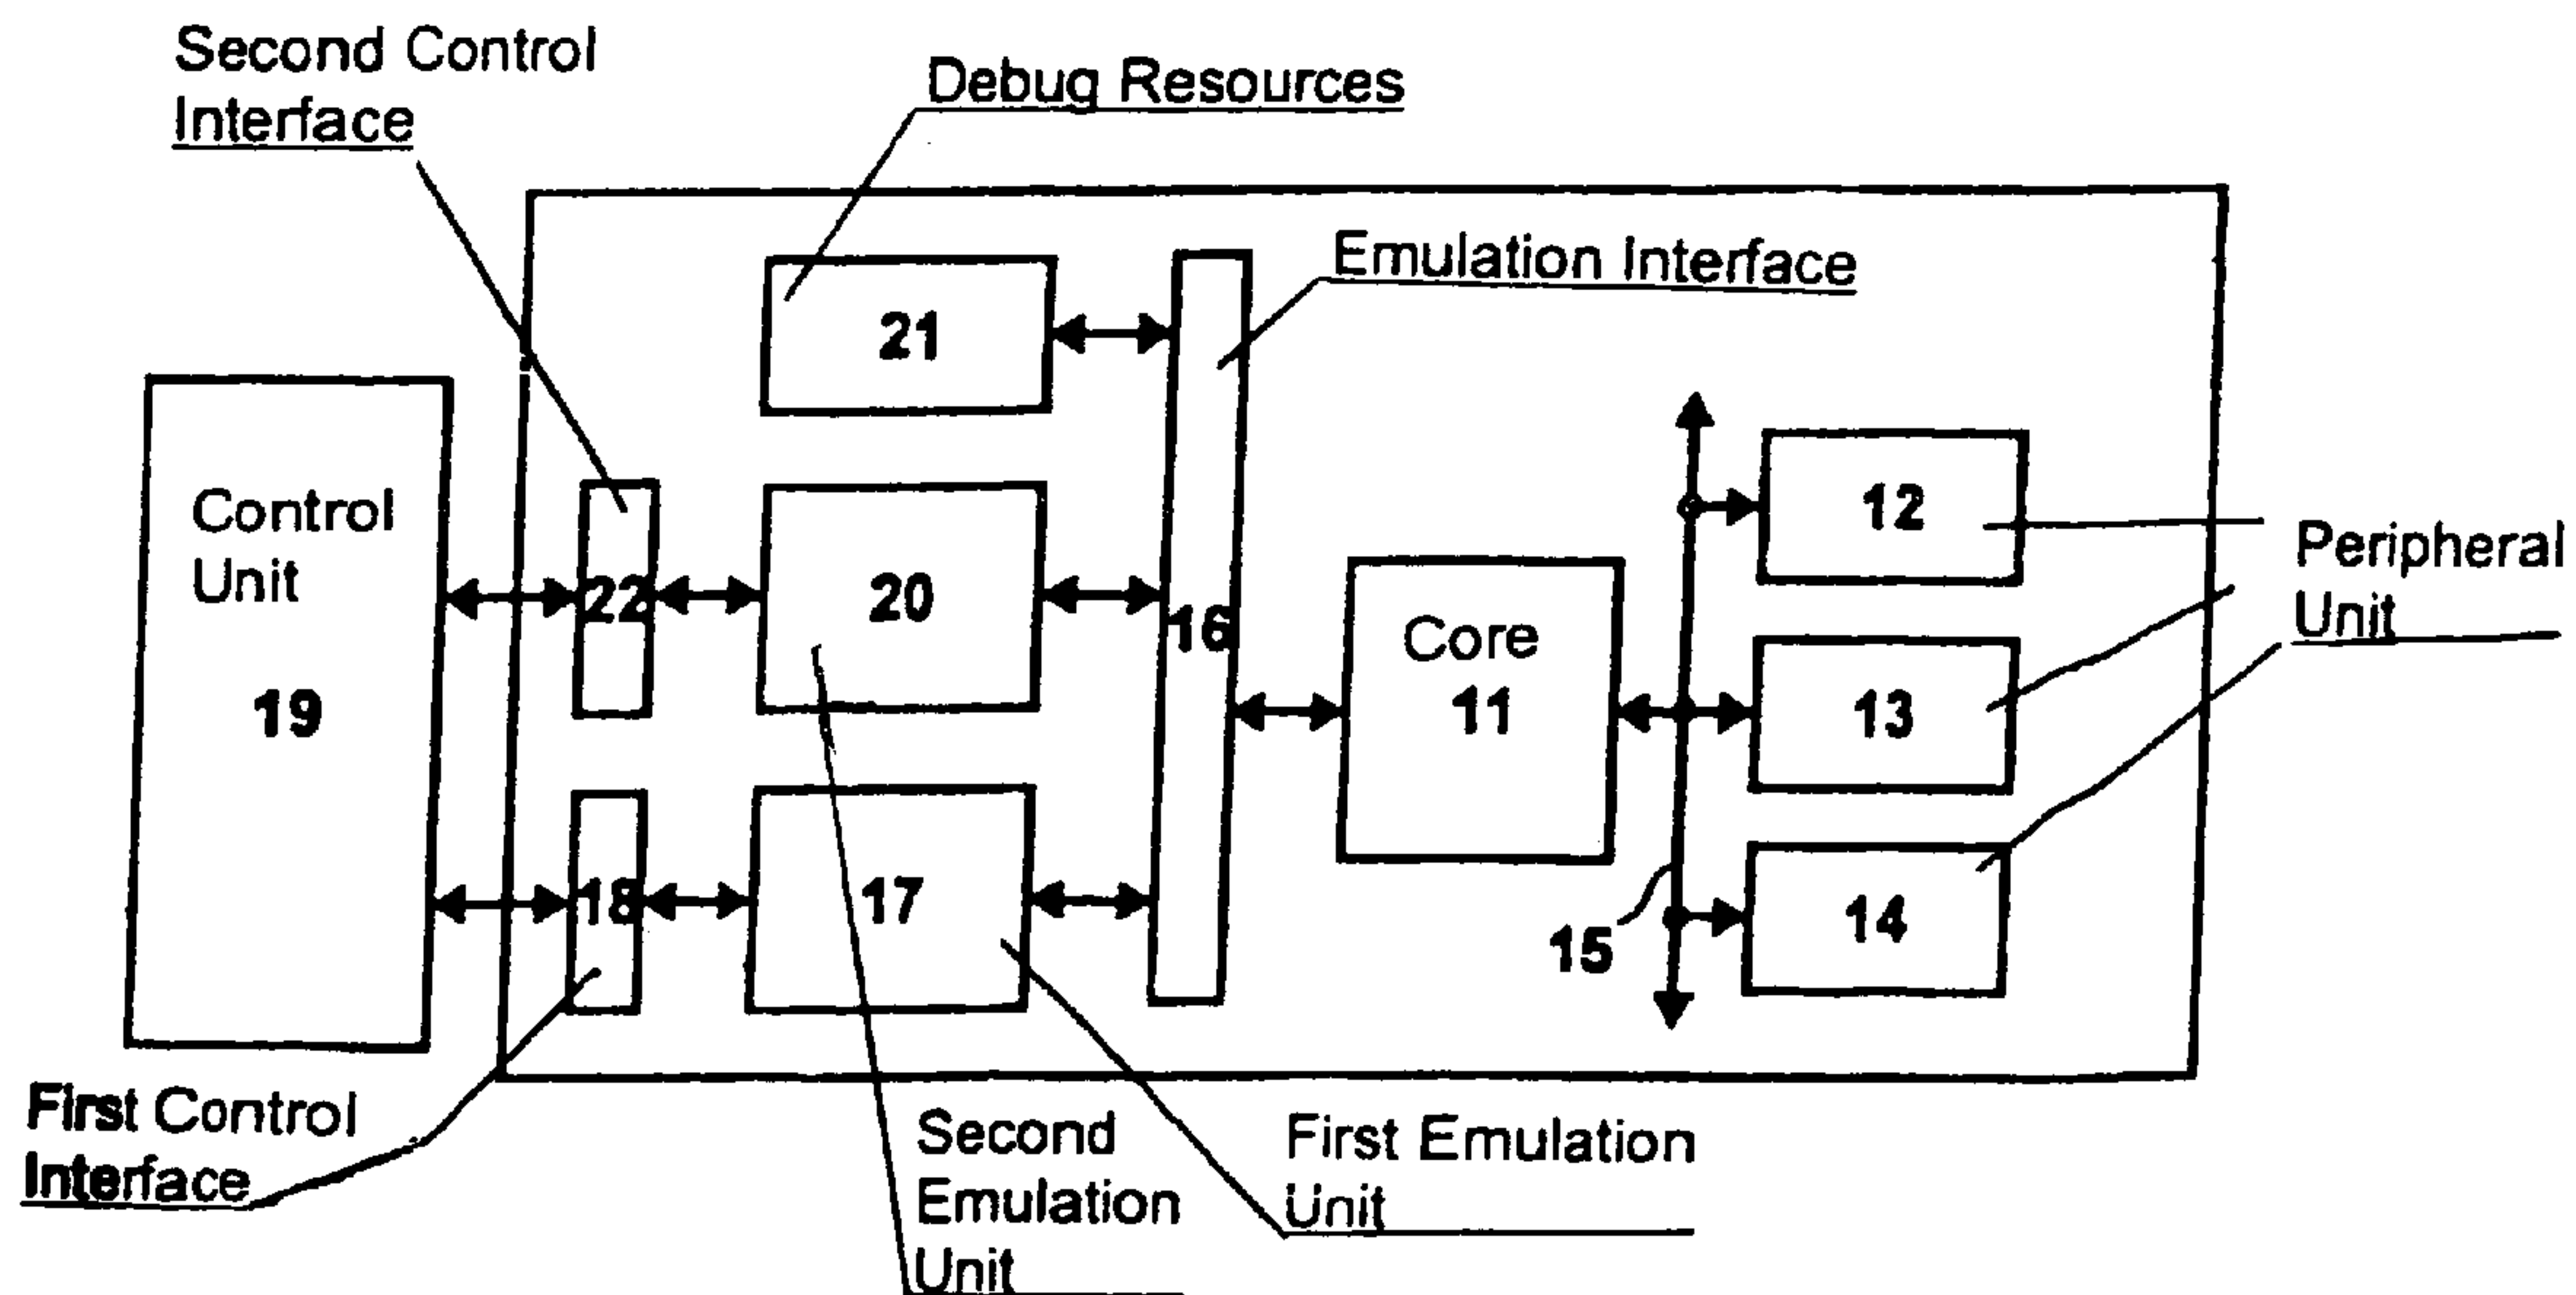 Second Control
Interface
Debug Resources
Emulation Interface
21
Control
Unit
19
22
20
16
Core
11
12
13
14
Peripheral
Unit
18
17
15
First Control
Interface
Second
Emulation
Unit
First Emulation
Unit